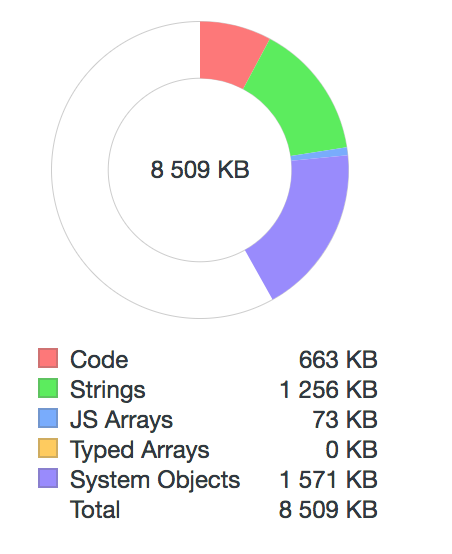 8 509 KB
Code 663 KB
Strings 1 256 KB
JS Arrays 73 KB
Typed Arrays 0 KB
System Objects 1 571 KB
Total 8 509 KB